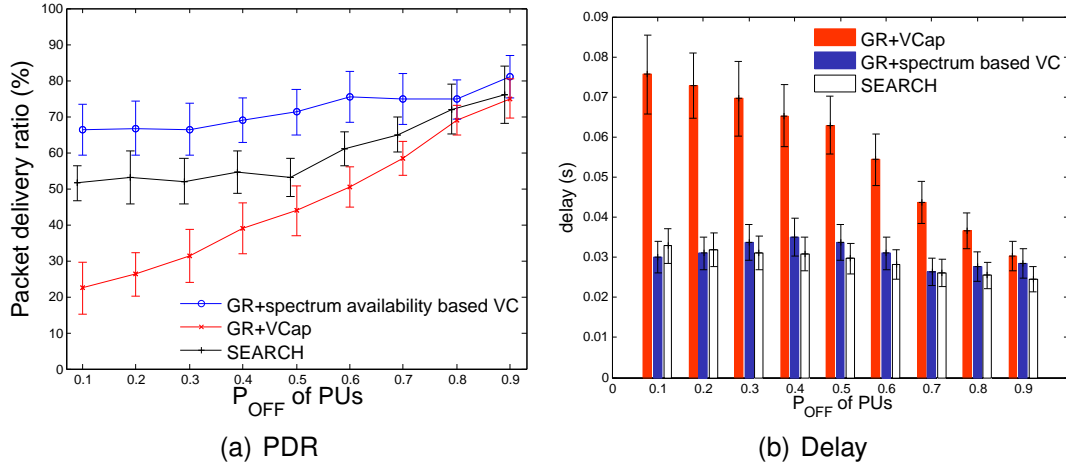 Packet delivery ratio (%)
100
90
80
70
60
50
40
30
20
10
0
GR+spectrum availability based VC
GR+VCap
SEARCH
0.1 0.2 0.3 0.4 0.5 0.6 0.7 0.8 0.9
P_OFF of PUs
(a) PDR
delay (s)
0.09
0.08
0.07
0.06
0.05
0.04
0.03
0.02
0.01
0
GR+VCap
GR+spectrum based VC
SEARCH
0 0.1 0.2 0.3 0.4 0.5 0.6 0.7 0.8 0.9
P_OFF of PUs
(b) Delay